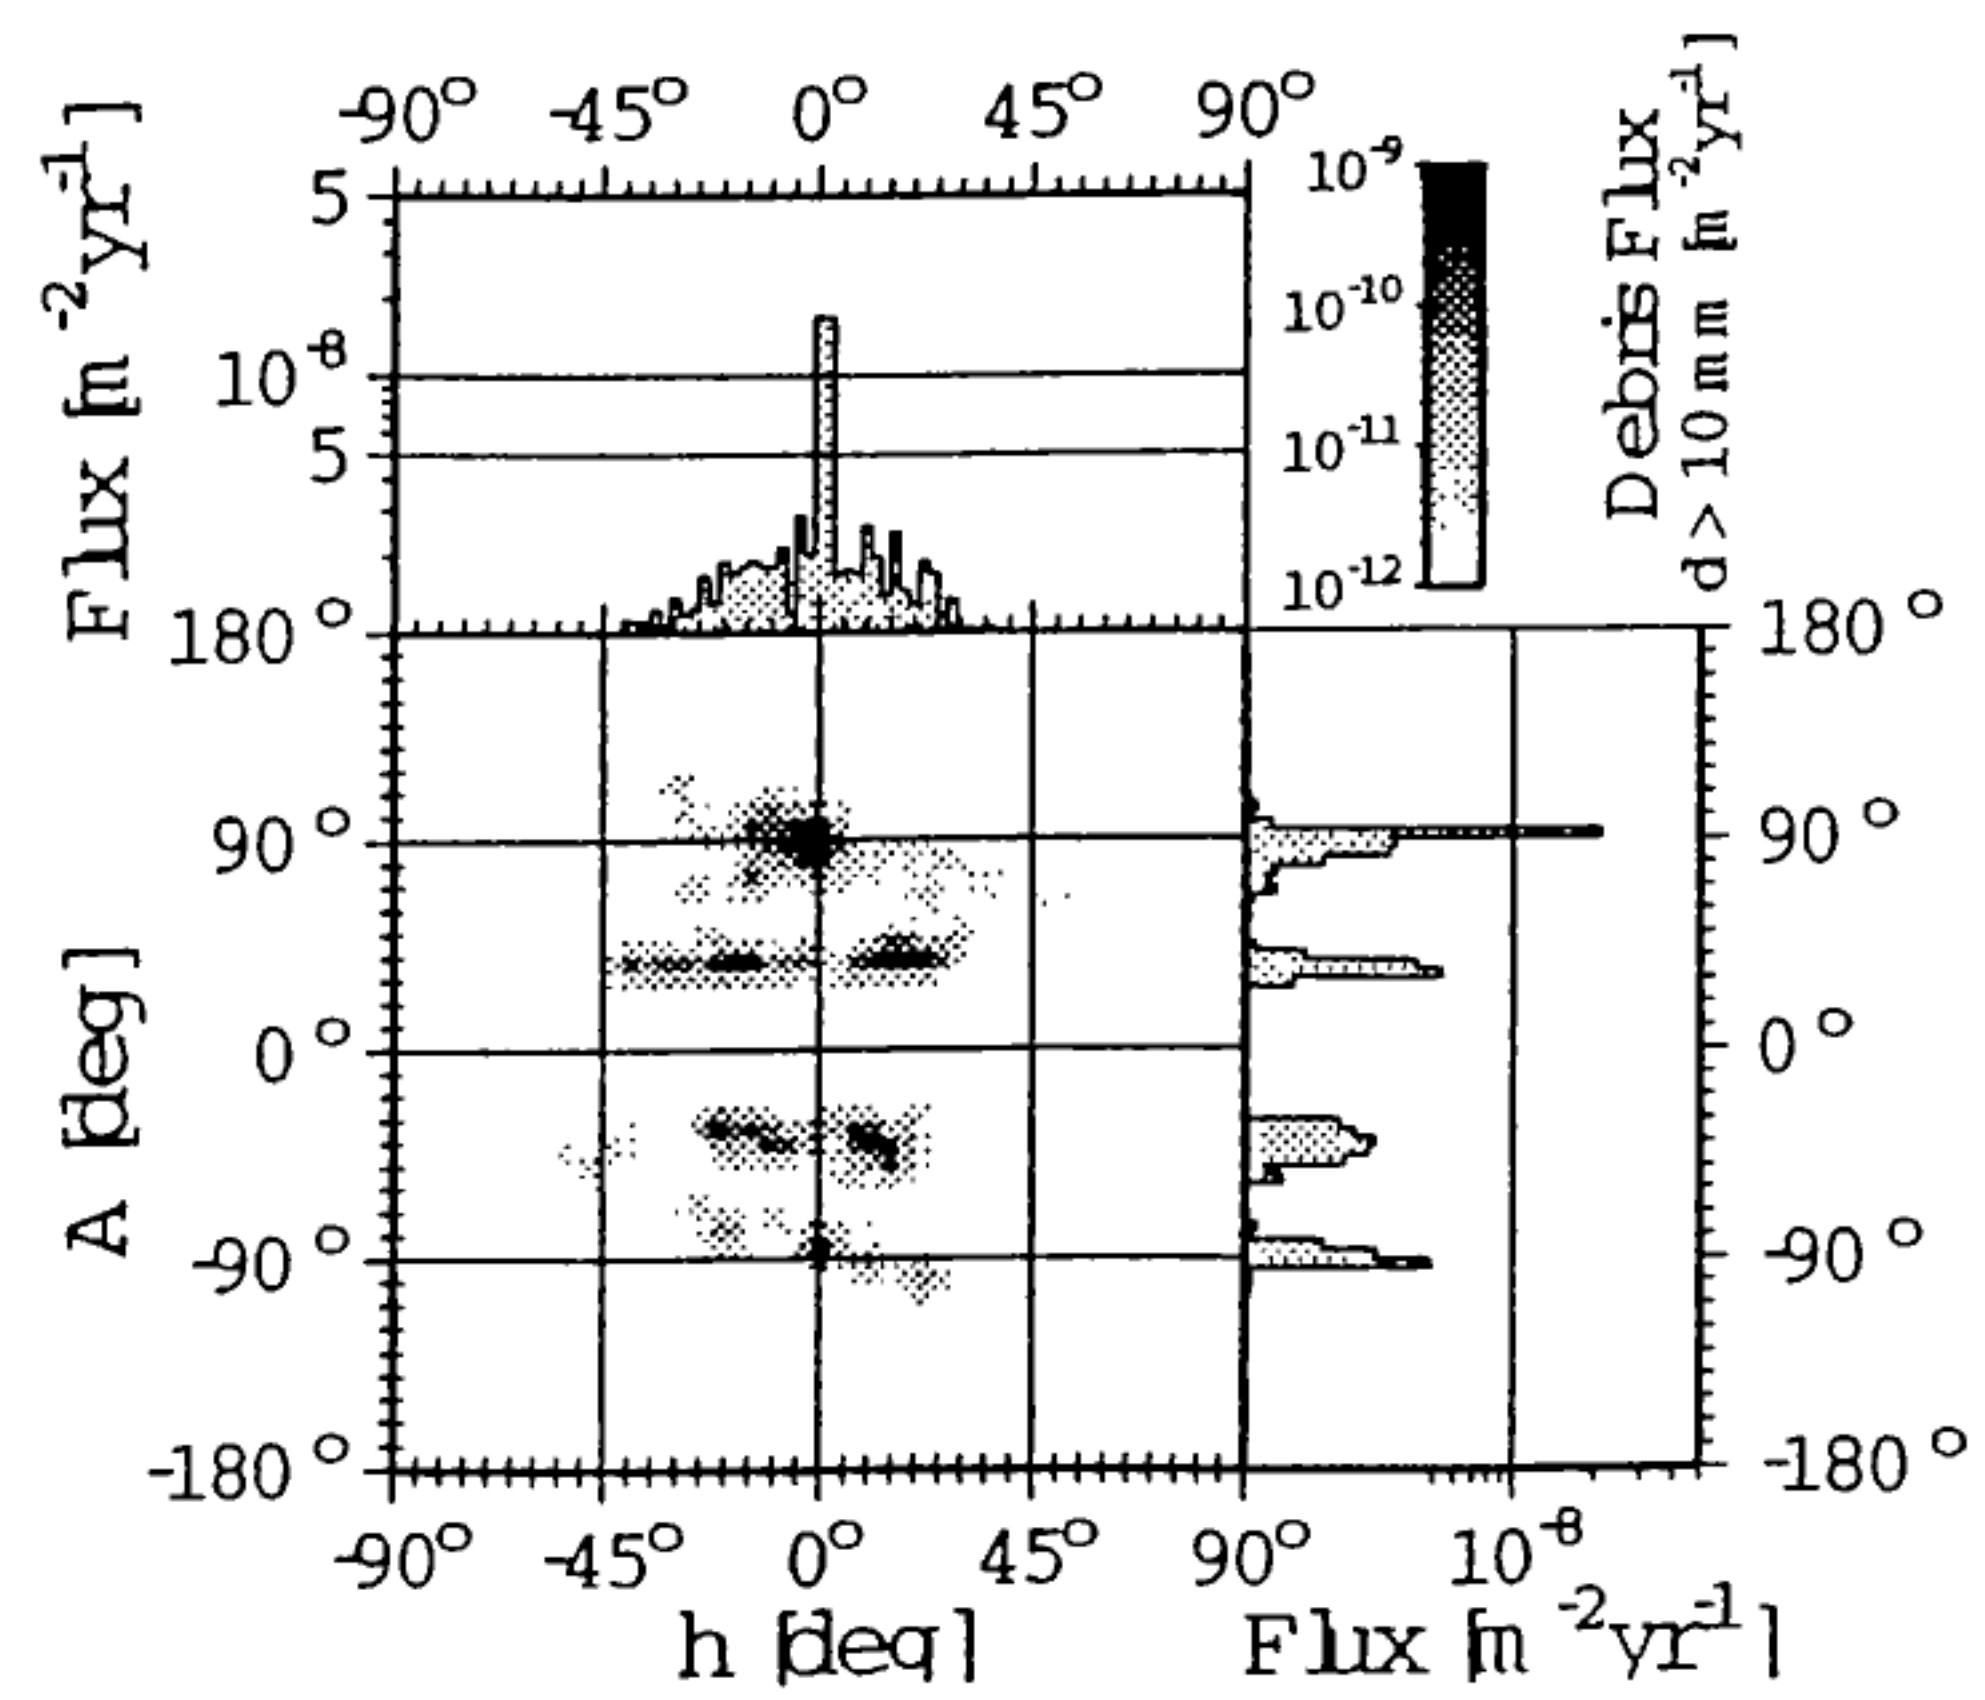 -90° -45° 0° 45° 90°
Flux [m⁻²yr⁻¹]
5
10⁻⁸
5
10⁻⁹
10⁻¹⁰
10⁻¹¹
10⁻¹²
Debris Flux
d > 10 mm [m⁻²yr⁻¹]
180° 180°
90° 90°
0° 0°
-90° -90°
-180° -180°
A [deg]
-90° -45° 0° 45° 90° 10⁻⁸
h [deg] Flux [m⁻²yr⁻¹]